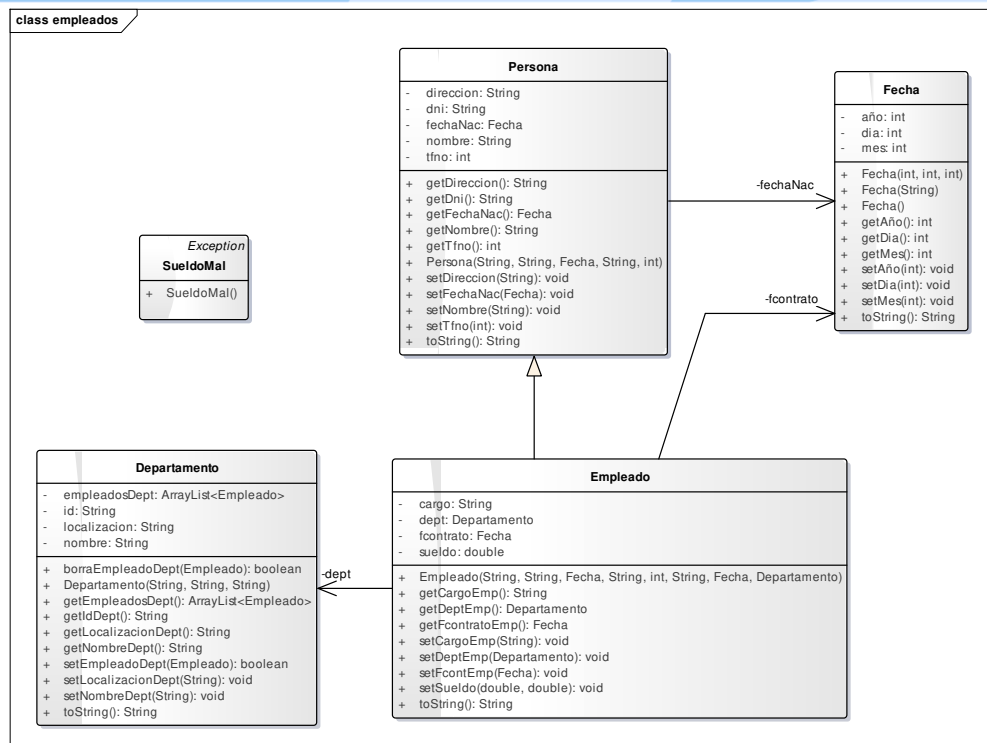 class empleados
Persona
- direccion: String
- dni: String
- fechaNac: Fecha
- nombre: String
- tfno: int
+ getDireccion(): String
+ getDni(): String
+ getFechaNac(): Fecha
+ getNombre(): String
+ getTfno(): int
+ Persona(String, String, Fecha, String, int)
+ setDireccion(String): void
+ setFechaNac(Fecha): void
+ setNombre(String): void
+ setTfno(int): void
+ toString(): String
Fecha
- año: int
- dia: int
- mes: int
+ Fecha(int, int, int)
+ Fecha(String)
+ Fecha()
+ getAño(): int
+ getDia(): int
+ getMes(): int
+ setAño(int): void
+ setDia(int): void
+ setMes(int): void
+ toString(): String
-fechaNac
-fcontrato
Exception
SueldoMal
+ SueldoMal()
Departamento
- empleadosDept: ArrayList<Empleado>
- id: String
- localizacion: String
- nombre: String
+ borraEmpleadoDept(Empleado): boolean
+ Departamento(String, String, String)
+ getEmpleadosDept(): ArrayList<Empleado>
+ getIdDept(): String
+ getLocalizacionDept(): String
+ getNombreDept(): String
+ setEmpleadoDept(Empleado): boolean
+ setLocalizacionDept(String): void
+ setNombreDept(String): void
+ toString(): String
-dept
Empleado
- cargo: String
- dept: Departamento
- fcontrato: Fecha
- sueldo: double
+ Empleado(String, String, Fecha, String, int, String, Fecha, Departamento)
+ getCargoEmp(): String
+ getDeptEmp(): Departamento
+ getFcontratoEmp(): Fecha
+ setCargoEmp(String): void
+ setDeptEmp(Departamento): void
+ setFcontEmp(Fecha): void
+ setSueldo(double, double): void
+ toString(): String